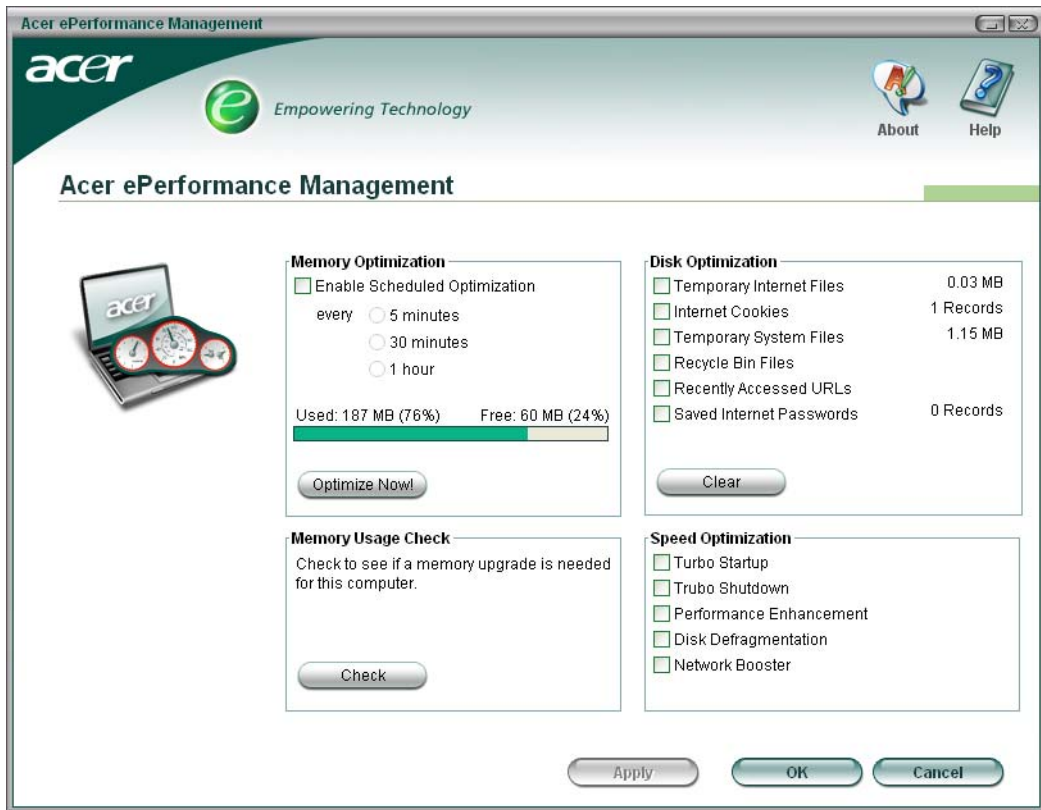 Acer ePerformance Management
acer
e Empowering Technology
About Help
Acer ePerformance Management
acer
Memory Optimization
Enable Scheduled Optimization
every 5 minutes
30 minutes
1 hour
Used: 187 MB (76%) Free: 60 MB (24%)
Optimize Now!
Disk Optimization
Temporary Internet Files 0.03 MB
Internet Cookies 1 Records
Temporary System Files 1.15 MB
Recycle Bin Files
Recently Accessed URLs
Saved Internet Passwords 0 Records
Clear
Memory Usage Check
Check to see if a memory upgrade is needed
for this computer.
Check
Speed Optimization
Turbo Startup
Trubo Shutdown
Performance Enhancement
Disk Defragmentation
Network Booster
Apply OK Cancel